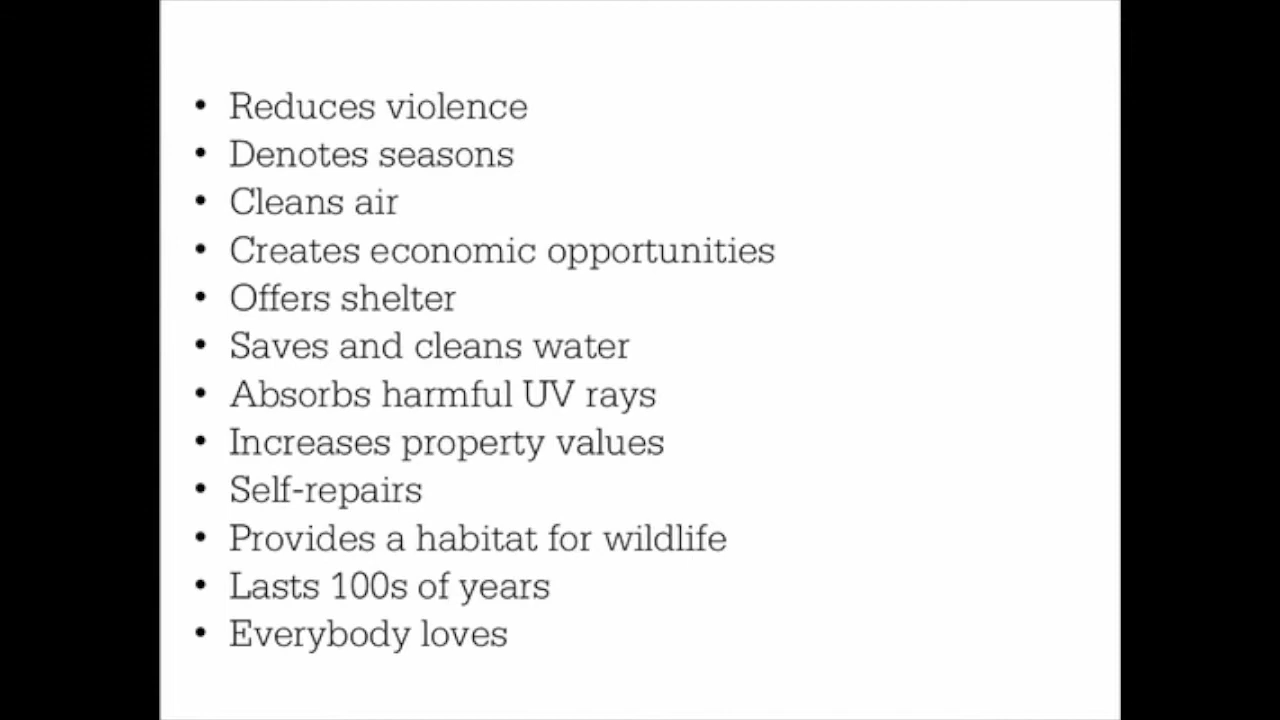 • Reduces violence
• Denotes seasons
• Cleans air
• Creates economic opportunities
• Offers shelter
• Saves and cleans water
• Absorbs harmful UV rays
• Increases property values
• Self-repairs
• Provides a habitat for wildlife
• Lasts 100s of years
• Everybody loves